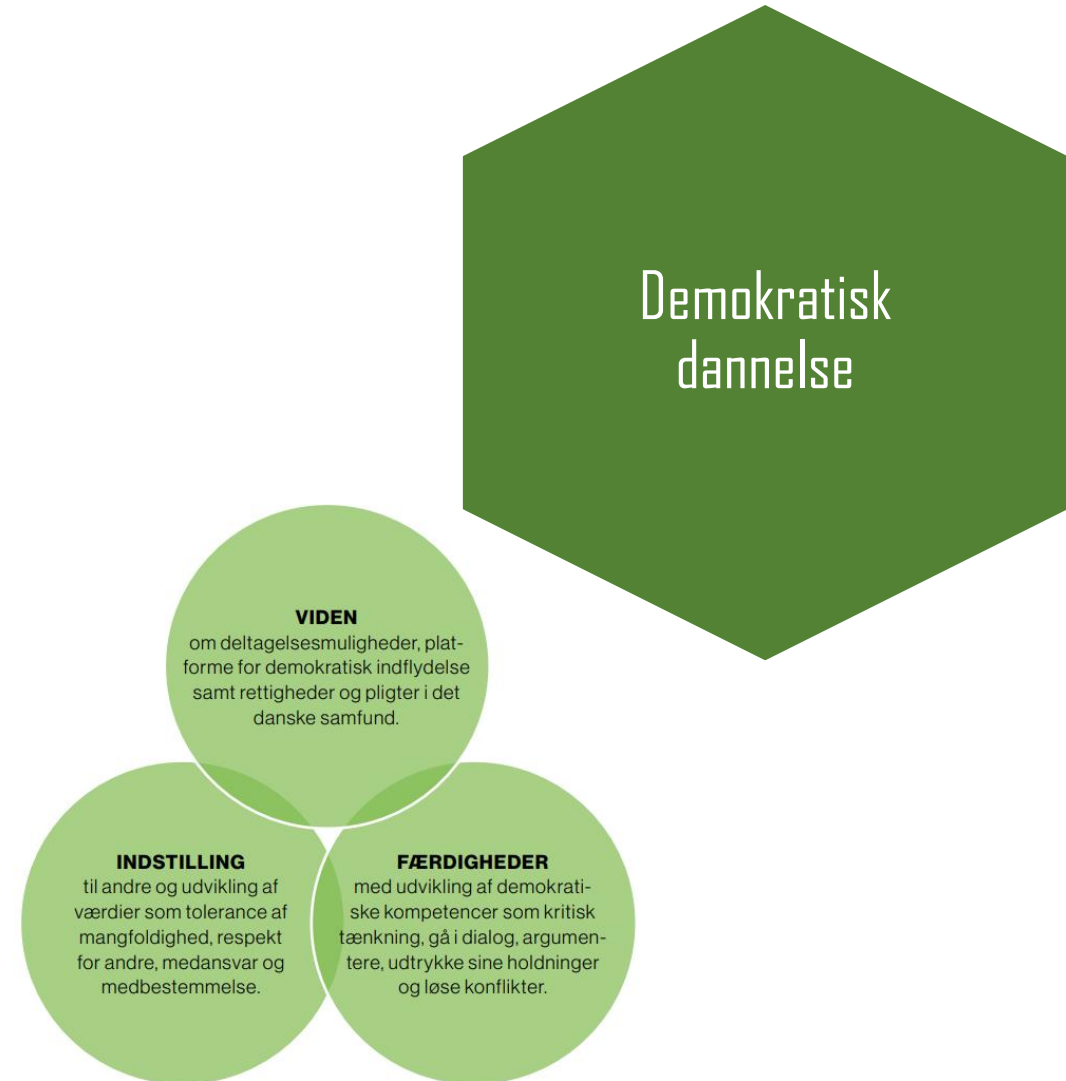 Demokratisk
dannelse
VIDEN
om deltagelsesmuligheder, plat-
forme for demokratisk indflydelse
samt rettigheder og pligter i det
danske samfund.
INDSTILLING
til andre og udvikling af
værdier som tolerance af
mangfoldighed, respekt
for andre, medansvar og
medbestemmelse.
FÆRDIGHEDER
med udvikling af demokrati-
ske kompetencer som kritisk
tænkning, gå i dialog, argumen-
tere, udtrykke sine holdninger
og løse konflikter.